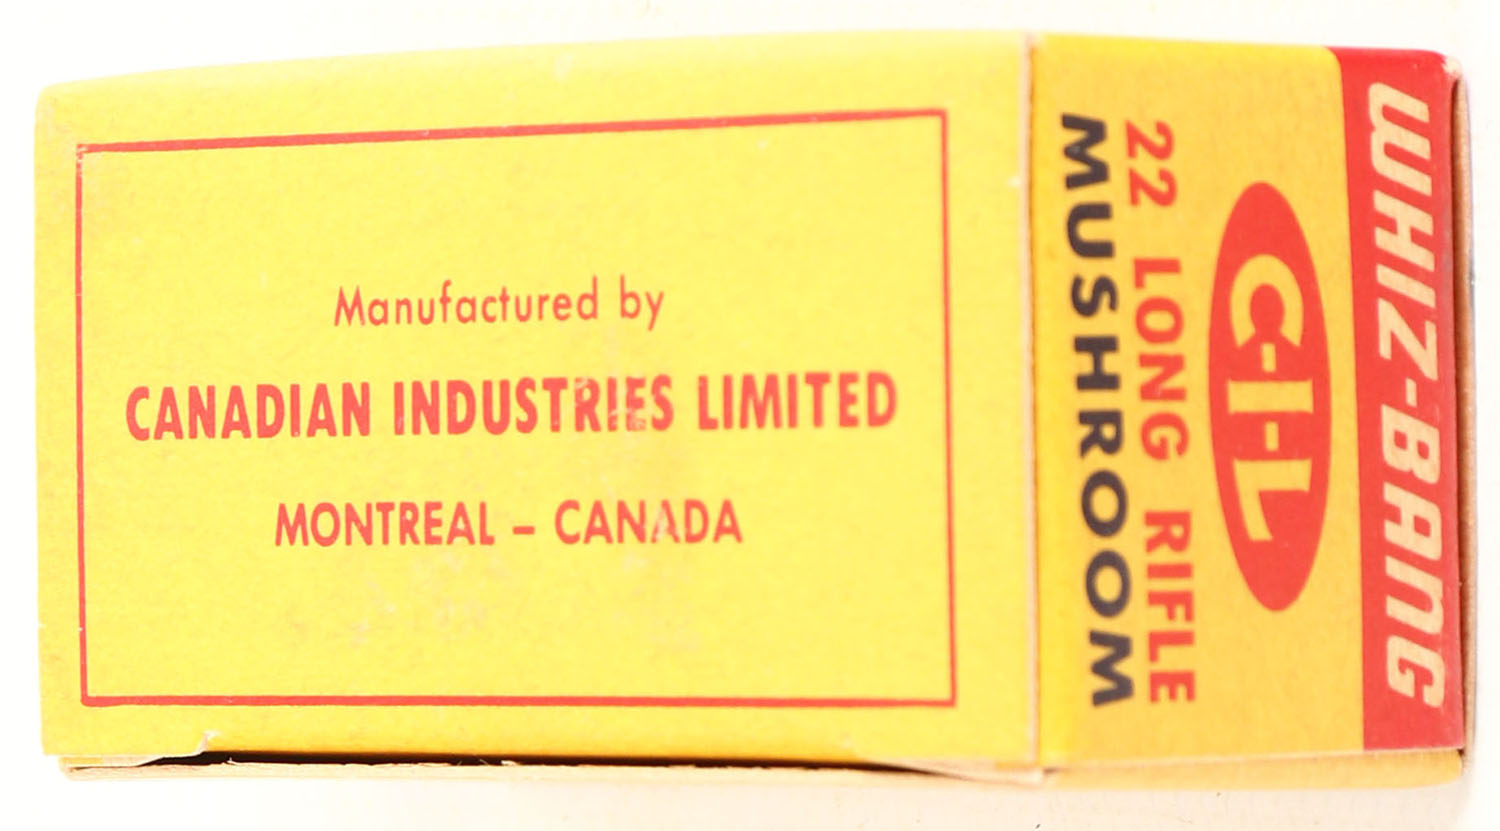 Manufactured by
CANADIAN INDUSTRIES LIMITED
MONTREAL – CANADA
WHIZ-BANG
C-I-L
22 LONG RIFLE
MUSHROOM